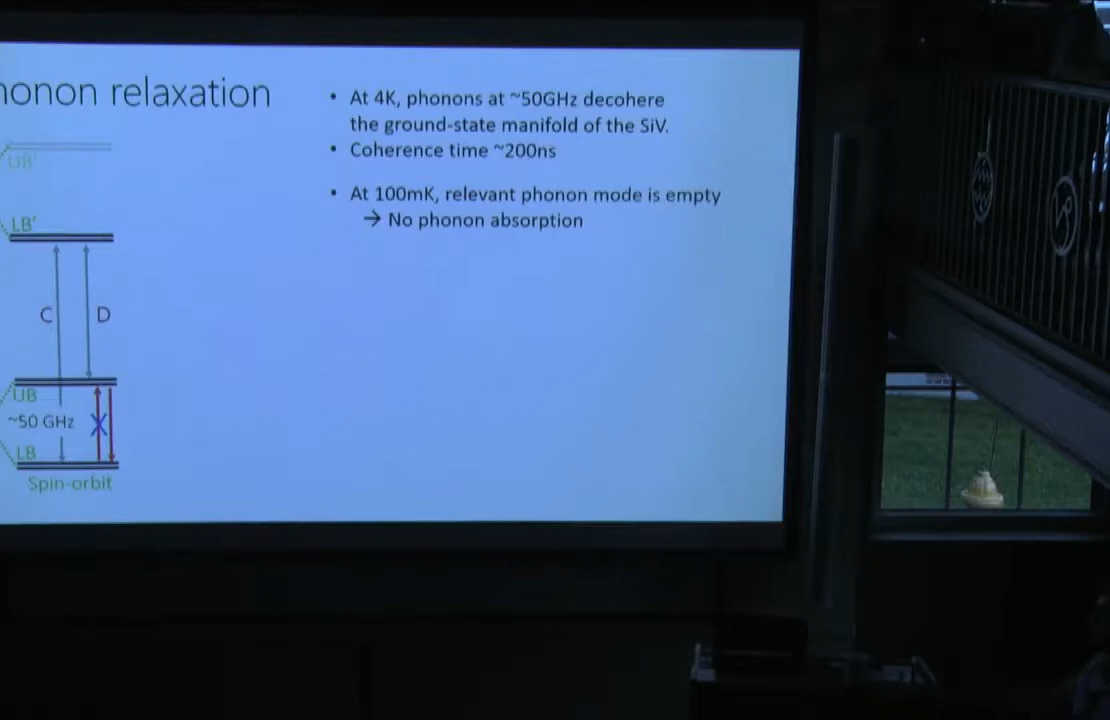 honon relaxation
UB'
LB'
C
D
UB
~50 GHz
LB
Spin-orbit
• At 4K, phonons at ~50GHz decohere
the ground-state manifold of the SiV.
• Coherence time ~200ns
• At 100mK, relevant phonon mode is empty
→ No phonon absorption